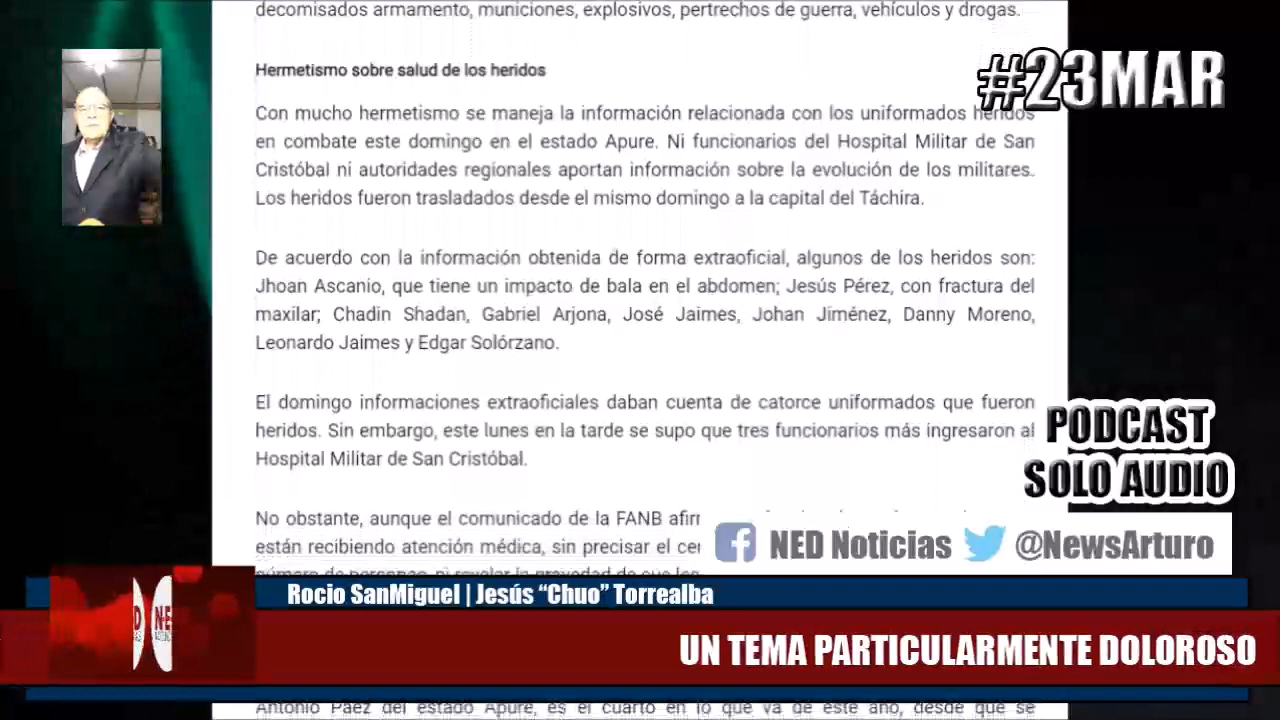 decomisados armamento, municiones, explosivos, pertrechos de guerra, vehículos y drogas.
#23MAR
Hermetismo sobre salud de los heridos
Con mucho hermetismo se maneja la información relacionada con los uniformados heridos
en combate este domingo en el estado Apure. Ni funcionarios del Hospital Militar de San
Cristóbal ni autoridades regionales aportan información sobre la evolución de los militares.
Los heridos fueron trasladados desde el mismo domingo a la capital del Táchira.
De acuerdo con la información obtenida de forma extraoficial, algunos de los heridos son:
Jhoan Ascanio, que tiene un impacto de bala en el abdomen; Jesús Pérez, con fractura del
maxilar; Chadin Shadan, Gabriel Arjona, José Jaimes, Johan Jiménez, Danny Moreno,
Leonardo Jaimes y Edgar Solórzano.
El domingo informaciones extraoficiales daban cuenta de catorce uniformados que fueron
heridos. Sin embargo, este lunes en la tarde se supo que tres funcionarios más ingresaron al
Hospital Militar de San Cristóbal.
PODCAST
SOLO AUDIO
No obstante, aunque el comunicado de la FANB
están recibiendo atención médica, sin precisar el
NED Noticias @NewsArturo
Rocio SanMiguel | Jesús “Chuo” Torrealba
UN TEMA PARTICULARMENTE DOLOROSO
Antonio Páez del estado Apure, es el cuarto en lo que va de este año, desde que se